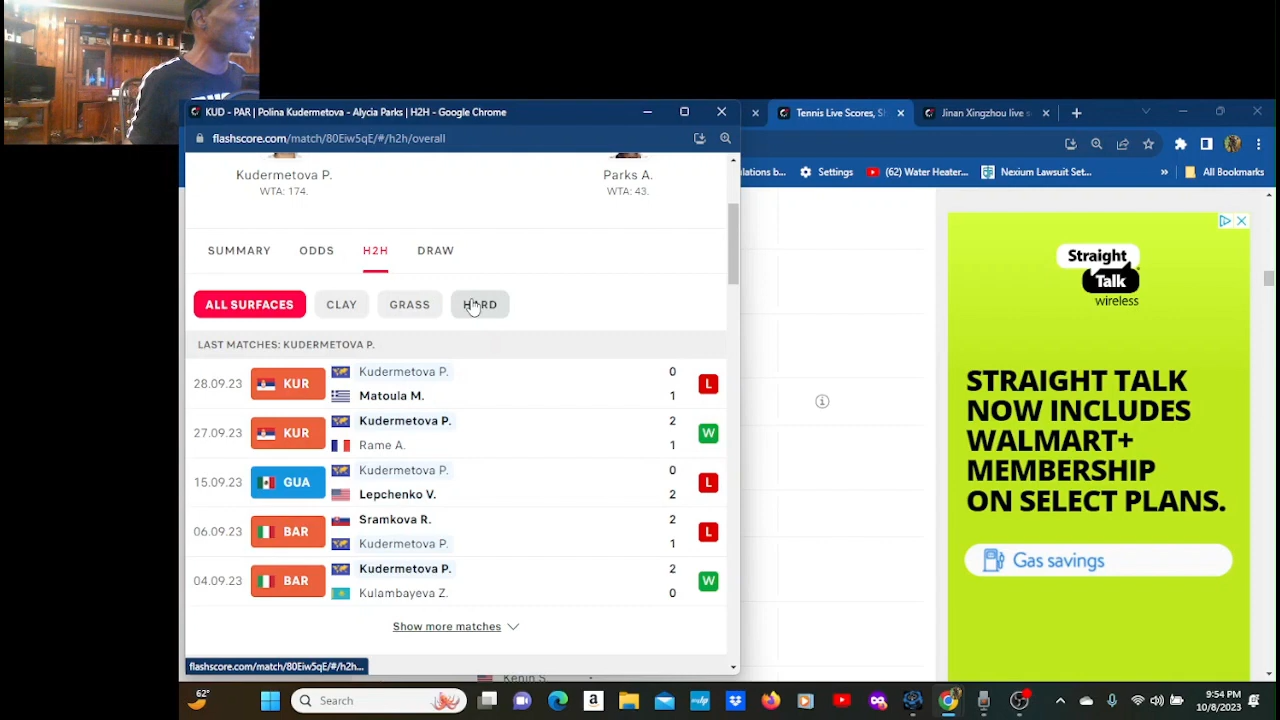 KUD - PAR | Polina Kudermetova - Alycia Parks | H2H - Google Chrome
Tennis Live Scores, S
Jinan Xingzhou live s
flashscore.com/match/80Eiw5qE/#/h2h/overall
ulations b...
Settings
(62) Water Heater...
Nexium Lawsuit Set...
»
All Bookmarks
Kudermetova P.
WTA: 174.
Parks A.
WTA: 43.
SUMMARY
ODDS
H2H
DRAW
ALL SURFACES
CLAY
GRASS
HARD
LAST MATCHES: KUDERMETOVA P.
28.09.23 KUR Kudermetova P. 0 L
Matoula M. 1
27.09.23 KUR Kudermetova P. 2 W
Rame A. 1
15.09.23 GUA Kudermetova P. 0 L
Lepchenko V. 2
06.09.23 BAR Sramkova R. 2 L
Kudermetova P. 1
04.09.23 BAR Kudermetova P. 2 W
Kulambayeva Z. 0
Show more matches
flashscore.com/match/80Eiw5qE/#/h2h...
Kenin S.
Straight
Talk
wireless
STRAIGHT TALK
NOW INCLUDES
WALMART+
MEMBERSHIP
ON SELECT PLANS.
Gas savings
62°
Search
9:54 PM
10/8/2023